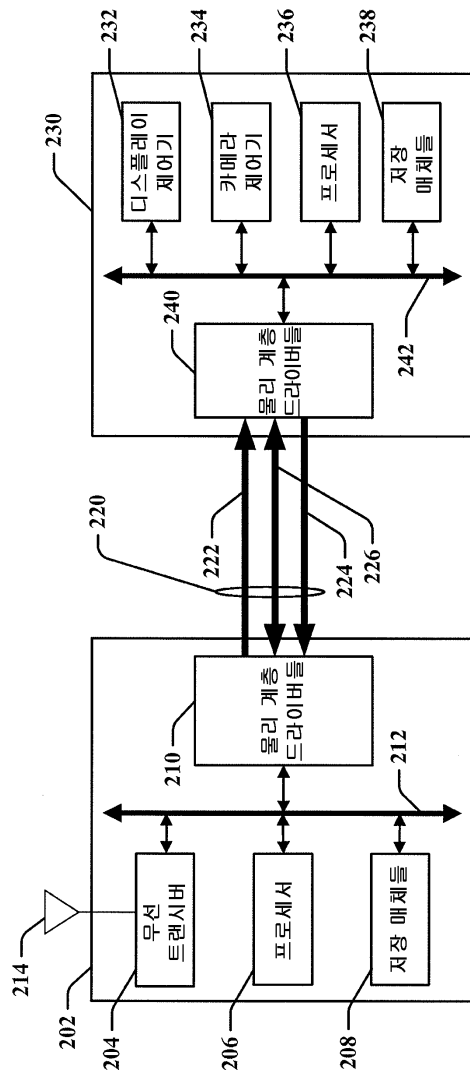 214
202
204
무선
트랜시버
206
프로세서
208
저장 매체들
212
210
물리 계층
드라이버들
220
222
224
226
230
240
물리 계층
드라이버들
242
232
디스플레이
제어기
234
카메라
제어기
236
프로세서
238
저장
매체들